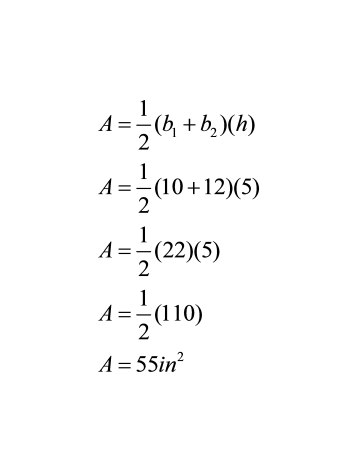 A = 1/2 (b₁ + b₂)(h)
A = 1/2 (10 + 12)(5)
A = 1/2 (22)(5)
A = 1/2 (110)
A = 55in²